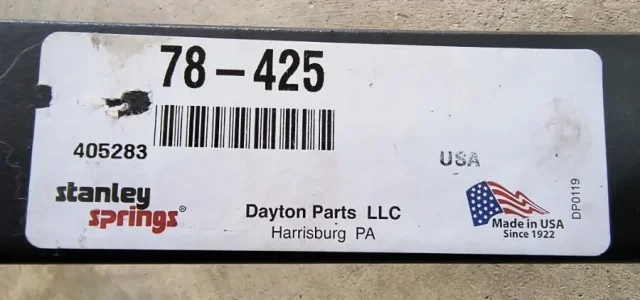 78-425
405283
USA
stanley
springs®
Dayton Parts LLC
Harrisburg PA
Made in USA
Since 1922
DP0119